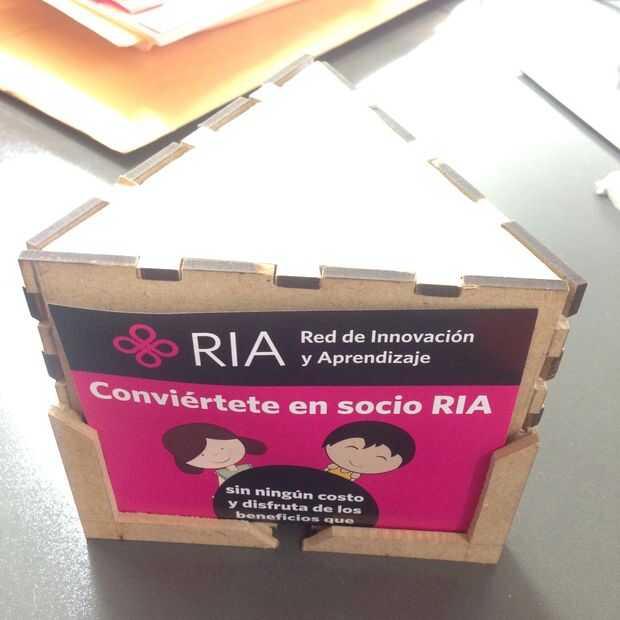 RIA Red de Innovación
y Aprendizaje
Conviértete en socio RIA
sin ningún costo
y disfruta de los
beneficios que